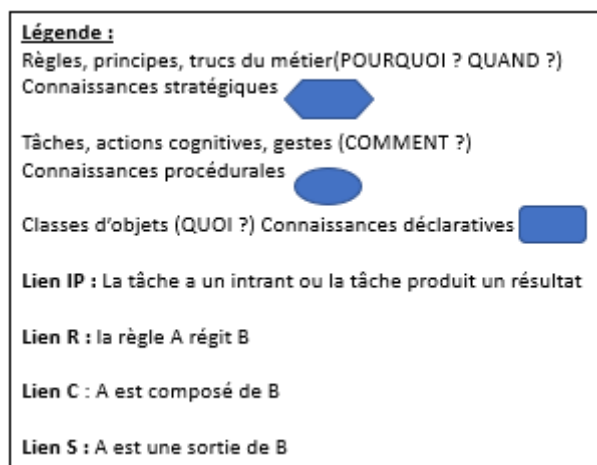 Légende :
Règles, principes, trucs du métier(POURQUOI ? QUAND ?)
Connaissances stratégiques
Tâches, actions cognitives, gestes (COMMENT ?)
Connaissances procédurales
Classes d'objets (QUOI ?) Connaissances déclaratives
Lien IP : La tâche a un intrant ou la tâche produit un résultat
Lien R : la règle A régit B
Lien C : A est composé de B
Lien S : A est une sortie de B